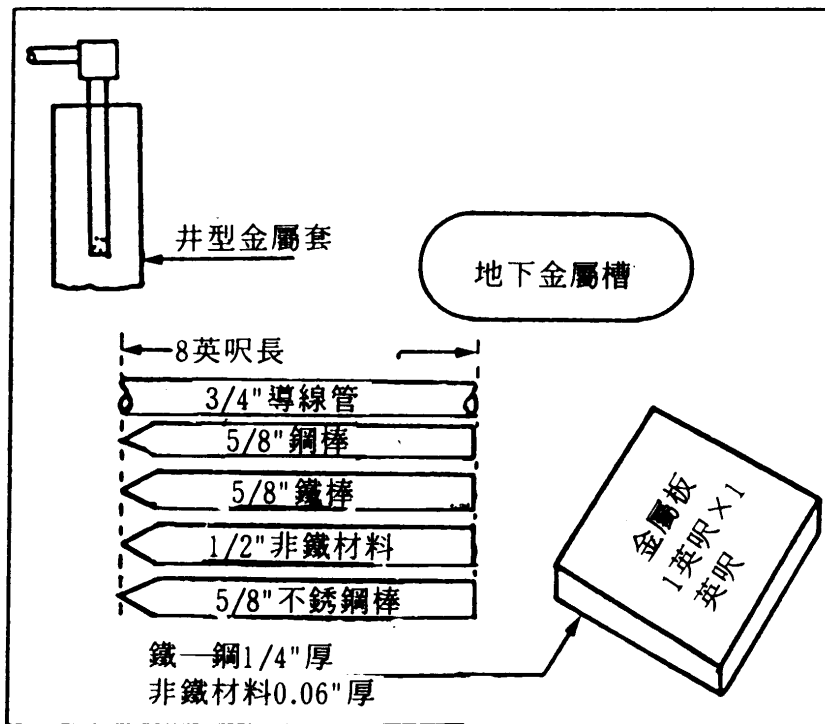 井型金屬套
地下金屬槽
8英呎長
3/4"導線管
5/8"鋼棒
5/8"鐵棒
1/2"非鐵材料
5/8"不銹鋼棒
金屬板
1英呎×1
英呎
鐵—鋼1/4"厚
非鐵材料0.06"厚